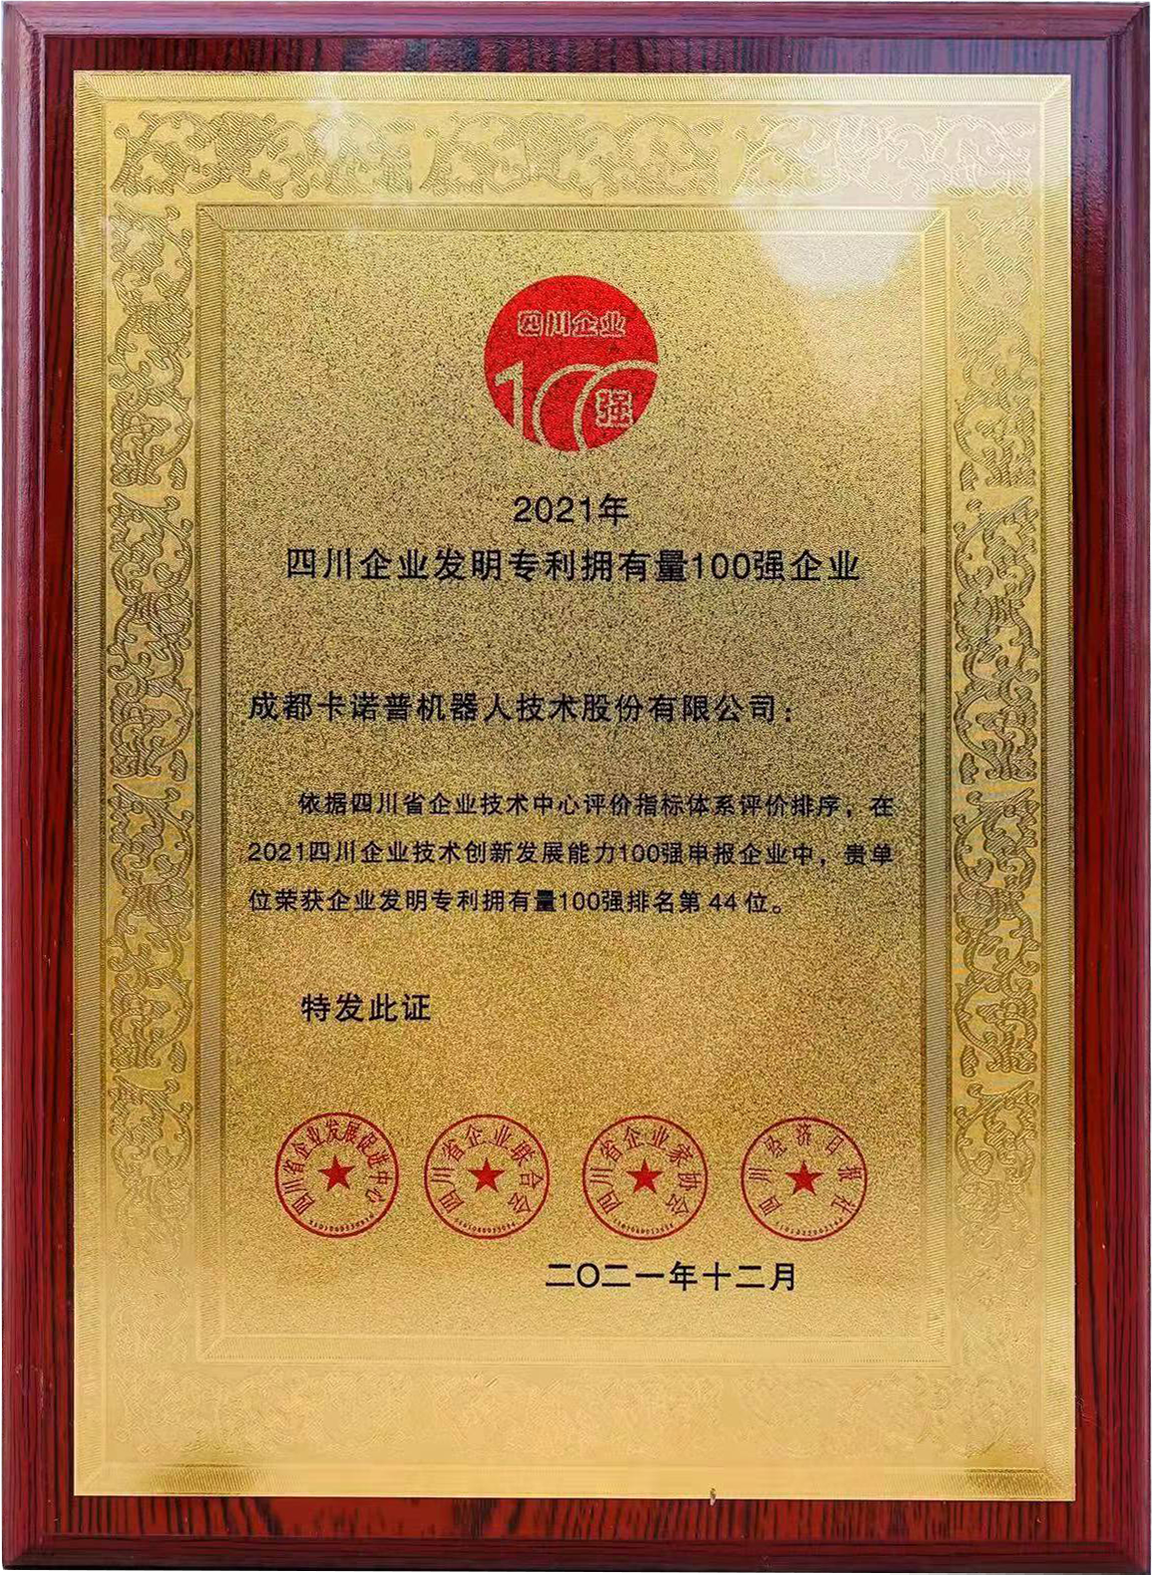 四川企业
100强
2021年
四川企业发明专利拥有量100强企业
成都卡诺普机器人技术股份有限公司：
依据四川省企业技术中心评价指标体系评价排序，在
2021四川企业技术创新发展能力100强申报企业中，贵单
位荣获企业发明专利拥有量100强排名第 44 位。
特发此证
四川省企业发展促进中心
四川省企业联合会
四川省企业家协会
四川经济日报社
二〇二一年十二月